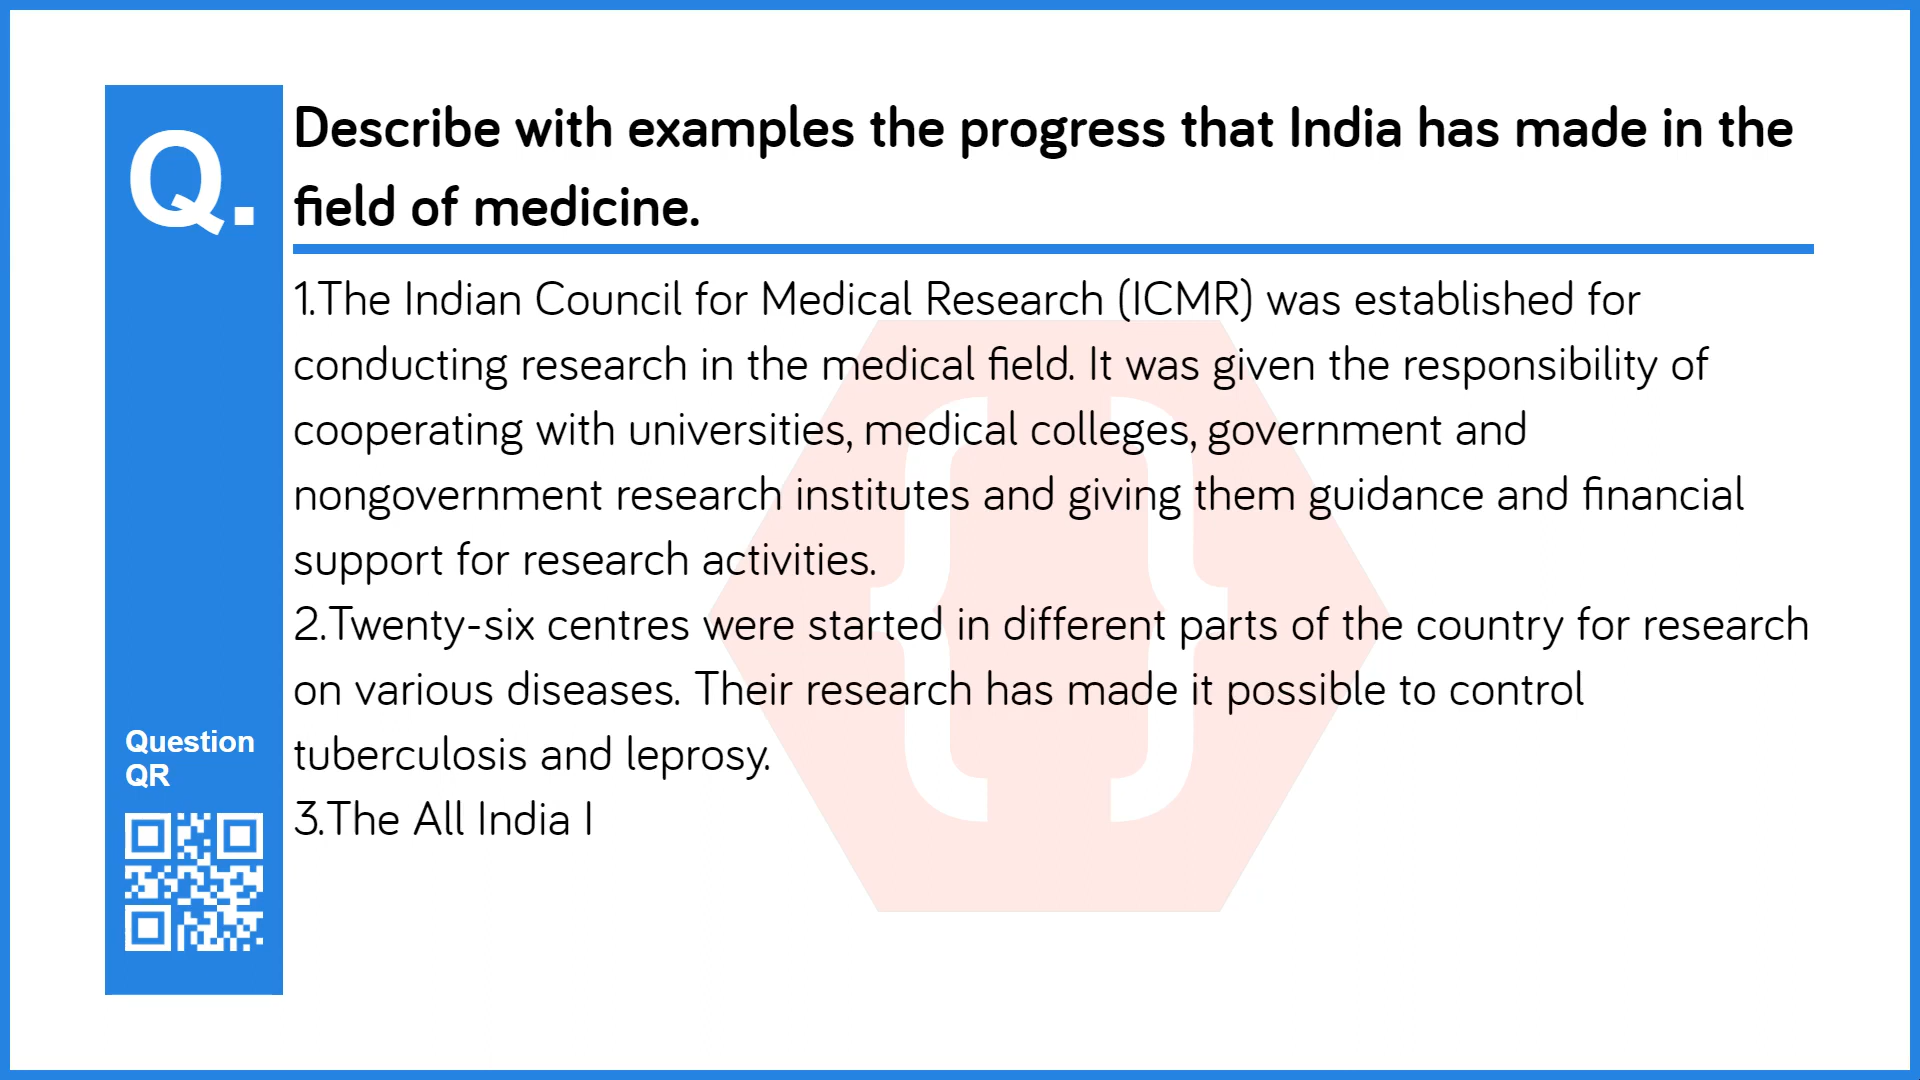 Q.
Describe with examples the progress that India has made in the
field of medicine.
1.The Indian Council for Medical Research (ICMR) was established for
conducting research in the medical field. It was given the responsibility of
cooperating with universities, medical colleges, government and
nongovernment research institutes and giving them guidance and financial
support for research activities.
2.Twenty-six centres were started in different parts of the country for research
on various diseases. Their research has made it possible to control
tuberculosis and leprosy.
3.The All India I
Question
QR